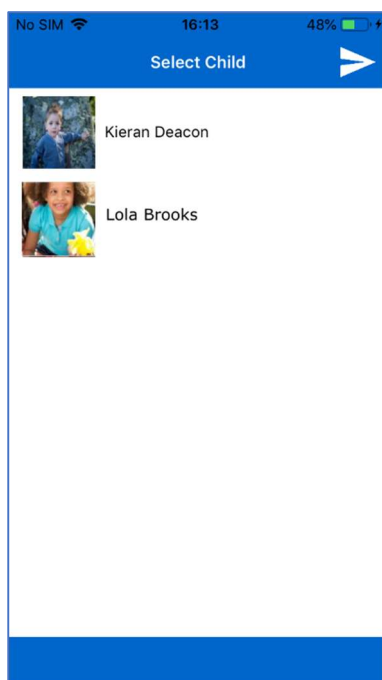 No SIM 16:13 48%
Select Child
Kieran Deacon
Lola Brooks